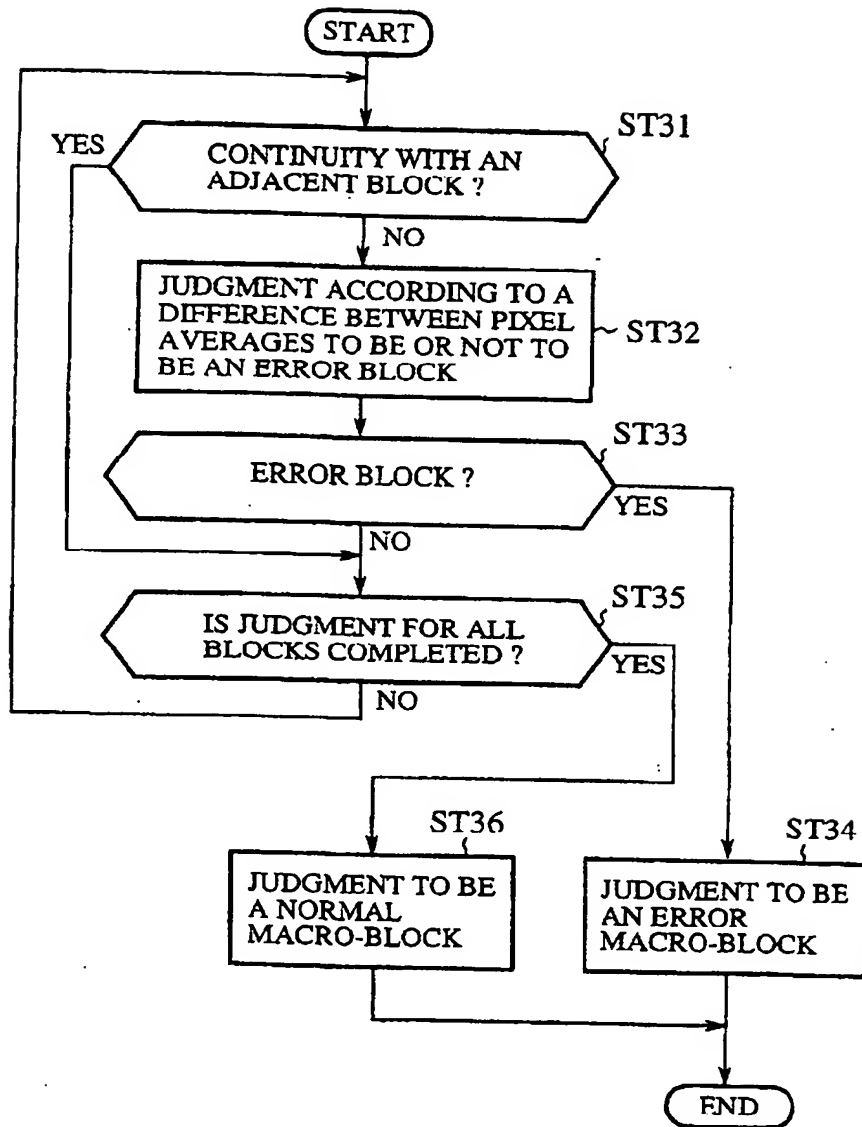 START
ST31
YES
CONTINUITY WITH AN
ADJACENT BLOCK ?
NO
JUDGMENT ACCORDING TO A
DIFFERENCE BETWEEN PIXEL
AVERAGES TO BE OR NOT TO
BE AN ERROR BLOCK
ST32
ST33
ERROR BLOCK ?
YES
NO
ST35
IS JUDGMENT FOR ALL
BLOCKS COMPLETED ?
YES
NO
ST36
JUDGMENT TO BE
A NORMAL
MACRO-BLOCK
ST34
JUDGMENT TO BE
AN ERROR
MACRO-BLOCK
END